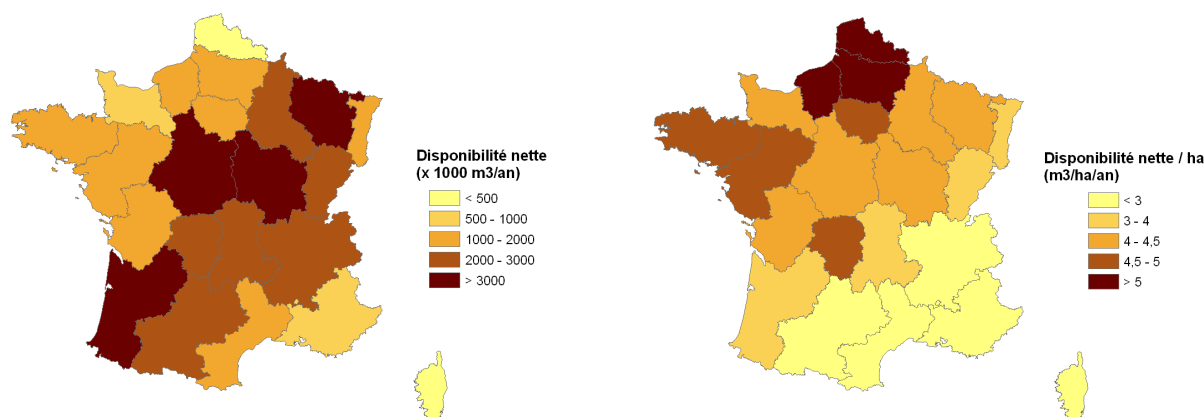 Disponibilité nette
(x 1000 m3/an)
< 500
500 - 1000
1000 - 2000
2000 - 3000
> 3000
Disponibilité nette / ha
(m3/ha/an)
< 3
3 - 4
4 - 4,5
4,5 - 5
> 5